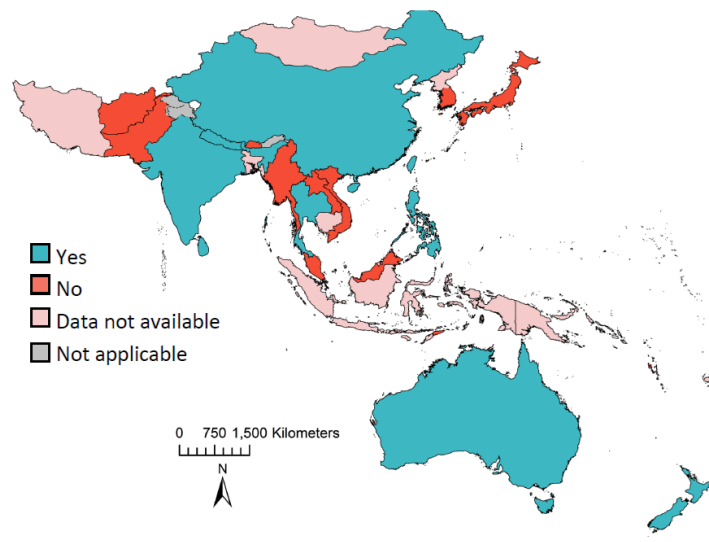 Yes
No
Data not available
Not applicable
0 750 1,500 Kilometers
N